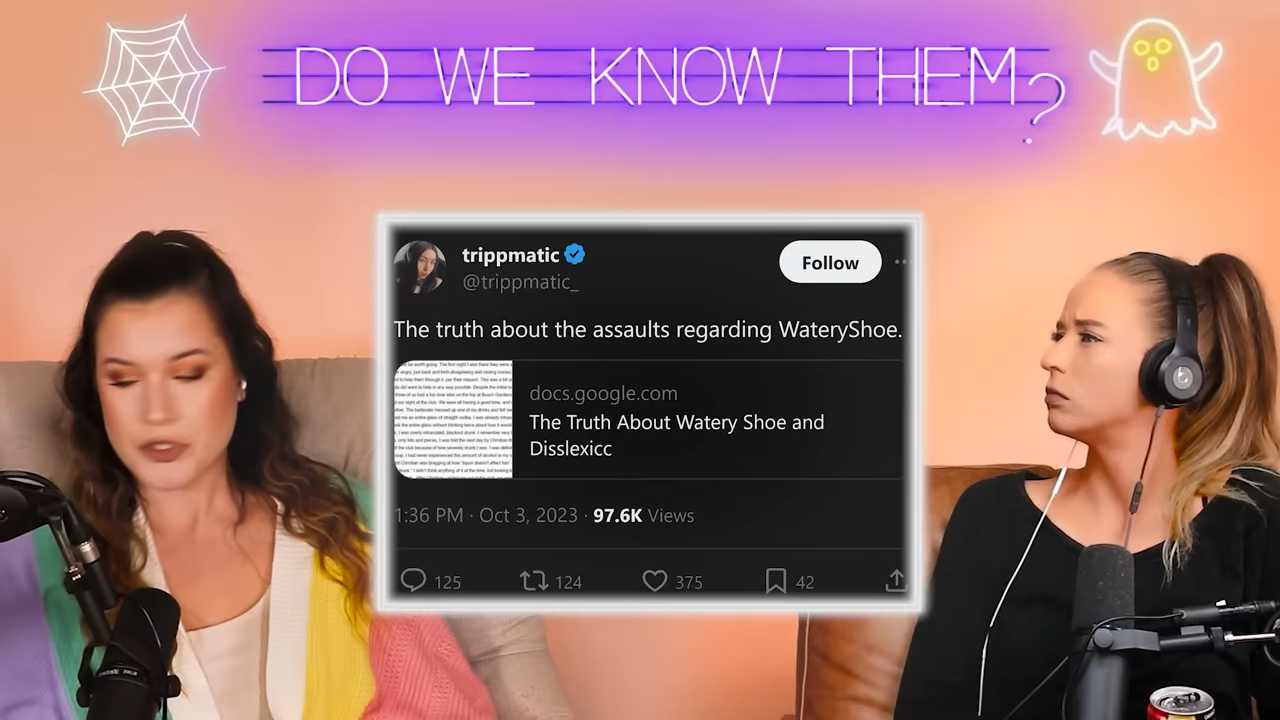 DO WE KNOW THEM?
trippmatic
@trippmatic_
Follow
The truth about the assaults regarding WateryShoe.
docs.google.com
The Truth About Watery Shoe and
Disslexicc
1:36 PM · Oct 3, 2023 · 97.6K Views
125
124
375
42